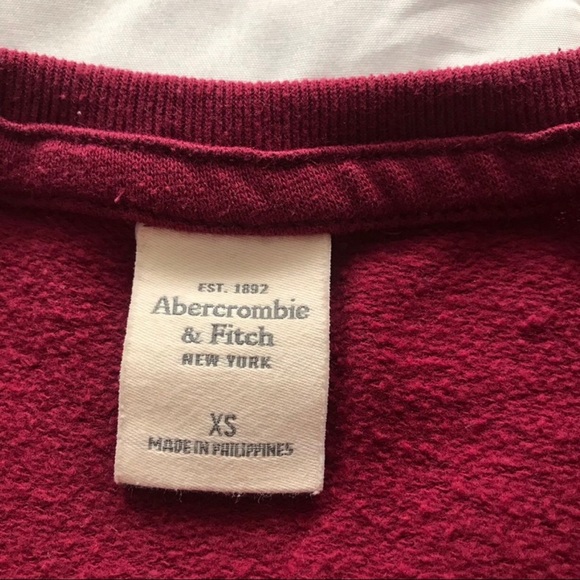 EST. 1892
Abercrombie
& Fitch
NEW YORK
XS
MADE IN PHILIPPINES